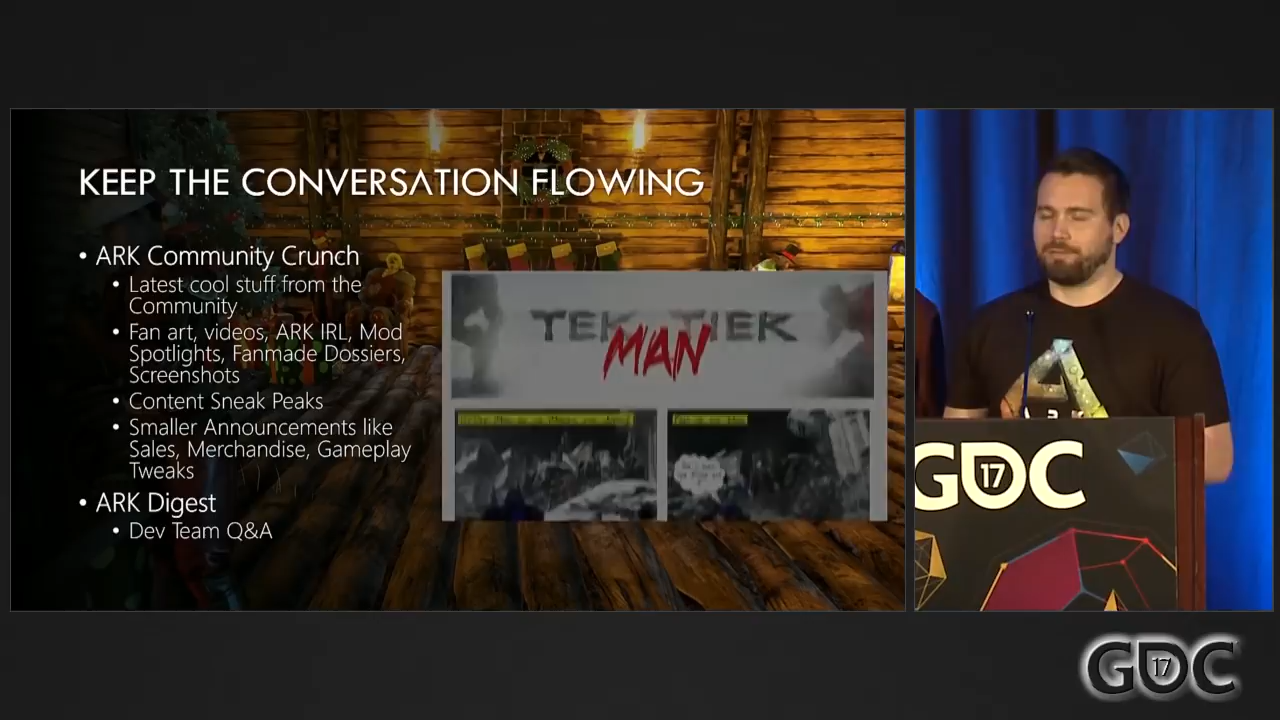 KEEP THE CONVERSATION FLOWING
• ARK Community Crunch
• Latest cool stuff from the
Community
• Fan art, videos, ARK IRL, Mod
Spotlights, Fanmade Dossiers,
Screenshots
• Content Sneak Peaks
• Smaller Announcements like
Sales, Merchandise, Gameplay
Tweaks
• ARK Digest
• Dev Team Q&A
TEK TIEK
MAN
ARK
GDC
17
GDC
17